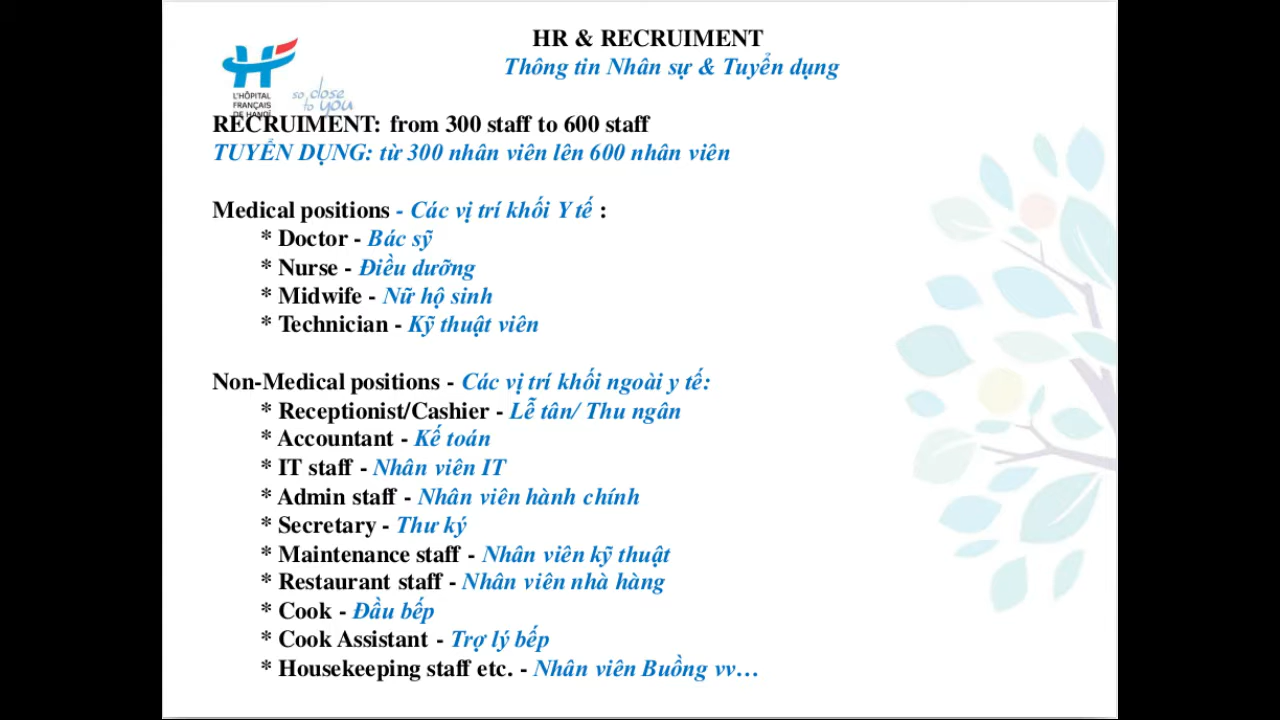 HR & RECRUIMENT
Thông tin Nhân sự & Tuyển dụng
L'HÔPITAL
FRANÇAIS
DE HANOÏ
so close
to you
RECRUIMENT: from 300 staff to 600 staff
TUYỂN DỤNG: từ 300 nhân viên lên 600 nhân viên
Medical positions - Các vị trí khối Y tế :
* Doctor - Bác sỹ
* Nurse - Điều dưỡng
* Midwife - Nữ hộ sinh
* Technician - Kỹ thuật viên
Non-Medical positions - Các vị trí khối ngoài y tế:
* Receptionist/Cashier - Lễ tân/ Thu ngân
* Accountant - Kế toán
* IT staff - Nhân viên IT
* Admin staff - Nhân viên hành chính
* Secretary - Thư ký
* Maintenance staff - Nhân viên kỹ thuật
* Restaurant staff - Nhân viên nhà hàng
* Cook - Đầu bếp
* Cook Assistant - Trợ lý bếp
* Housekeeping staff etc. - Nhân viên Buồng vv…